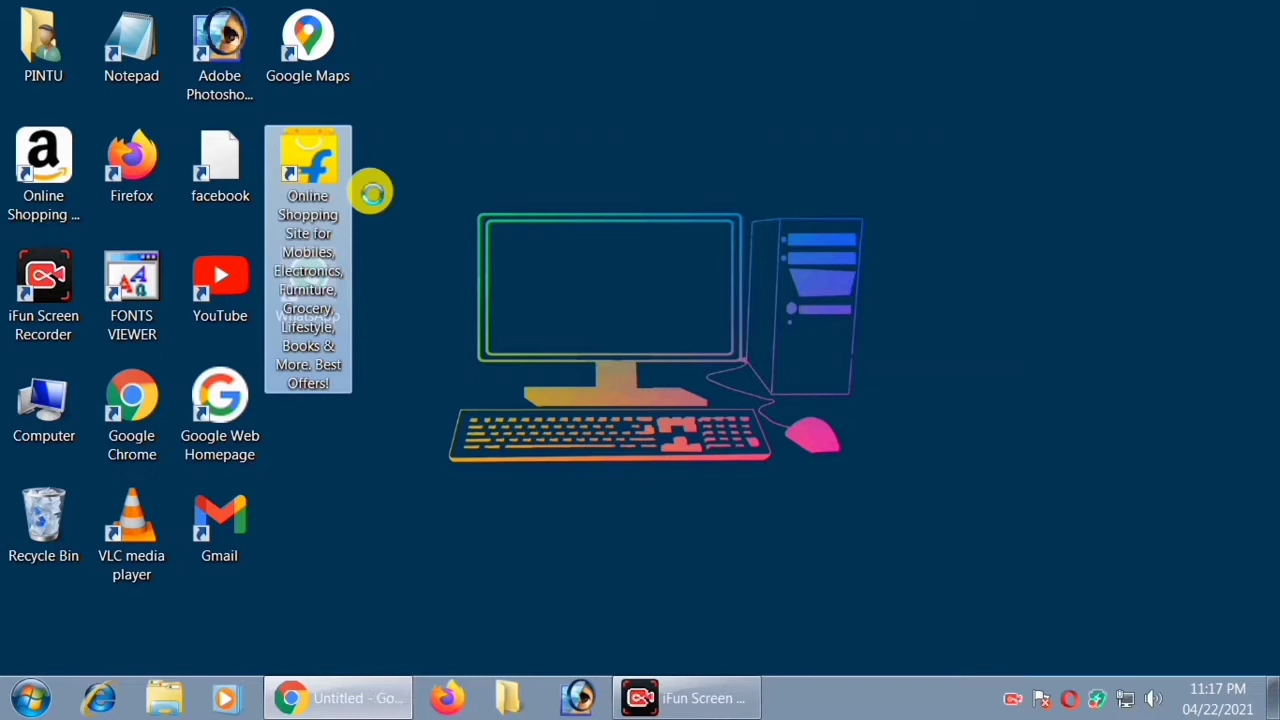 PINTU
Notepad
Adobe
Photosho...
Google Maps
a
Online
Shopping ...
Firefox
facebook
Online
Shopping
Site for
Mobiles,
Electronics,
Furniture,
Grocery,
Lifestyle,
Books &
More. Best
Offers!
WhatsApp
iFun Screen
Recorder
FONTS
VIEWER
YouTube
Computer
Google
Chrome
Google Web
Homepage
Recycle Bin
VLC media
player
Gmail
Untitled - Go...
iFun Screen ...
11:17 PM
04/22/2021